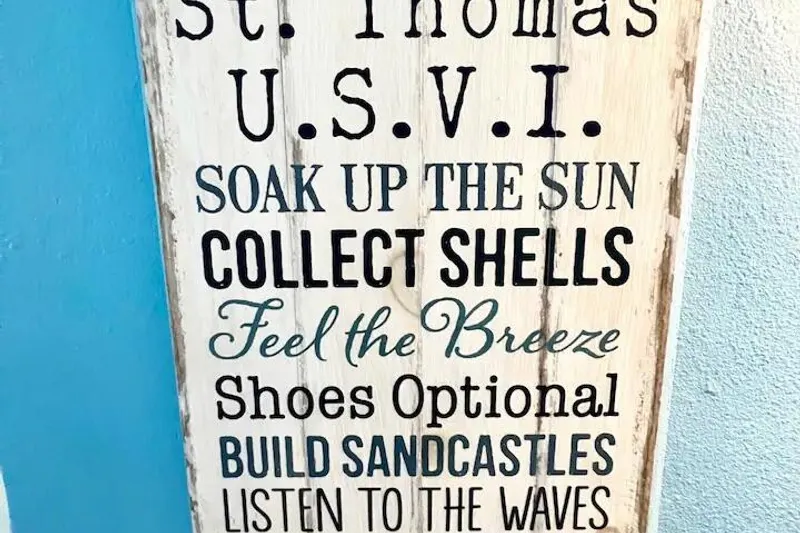 St. Thomas
U.S.V.I.
SOAK UP THE SUN
COLLECT SHELLS
Feel the Breeze
Shoes Optional
BUILD SANDCASTLES
LISTEN TO THE WAVES